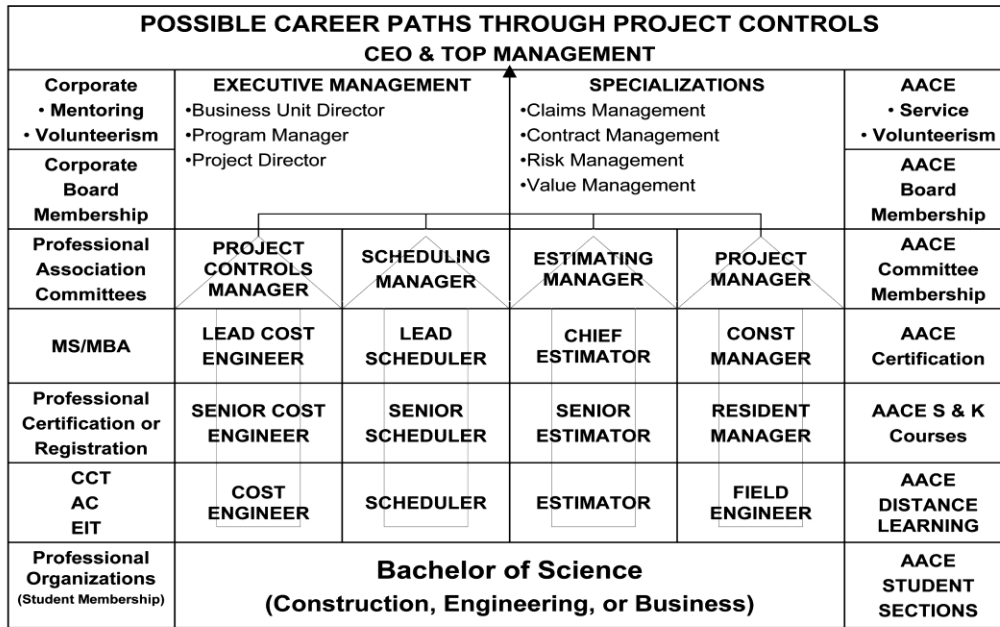 POSSIBLE CAREER PATHS THROUGH PROJECT CONTROLS
CEO & TOP MANAGEMENT
Corporate
• Mentoring
• Volunteerism
EXECUTIVE MANAGEMENT
•Business Unit Director
•Program Manager
•Project Director
SPECIALIZATIONS
•Claims Management
•Contract Management
•Risk Management
•Value Management
AACE
• Service
• Volunteerism
Corporate
Board
Membership
AACE
Board
Membership
Professional
Association
Committees
PROJECT
CONTROLS
MANAGER
SCHEDULING
MANAGER
ESTIMATING
MANAGER
PROJECT
MANAGER
AACE
Committee
Membership
MS/MBA
LEAD COST
ENGINEER
LEAD
SCHEDULER
CHIEF
ESTIMATOR
CONST
MANAGER
AACE
Certification
Professional
Certification or
Registration
SENIOR COST
ENGINEER
SENIOR
SCHEDULER
SENIOR
ESTIMATOR
RESIDENT
MANAGER
AACE S & K
Courses
CCT
AC
EIT
COST
ENGINEER
SCHEDULER
ESTIMATOR
FIELD
ENGINEER
AACE
DISTANCE
LEARNING
Professional
Organizations
(Student Membership)
Bachelor of Science
(Construction, Engineering, or Business)
AACE
STUDENT
SECTIONS